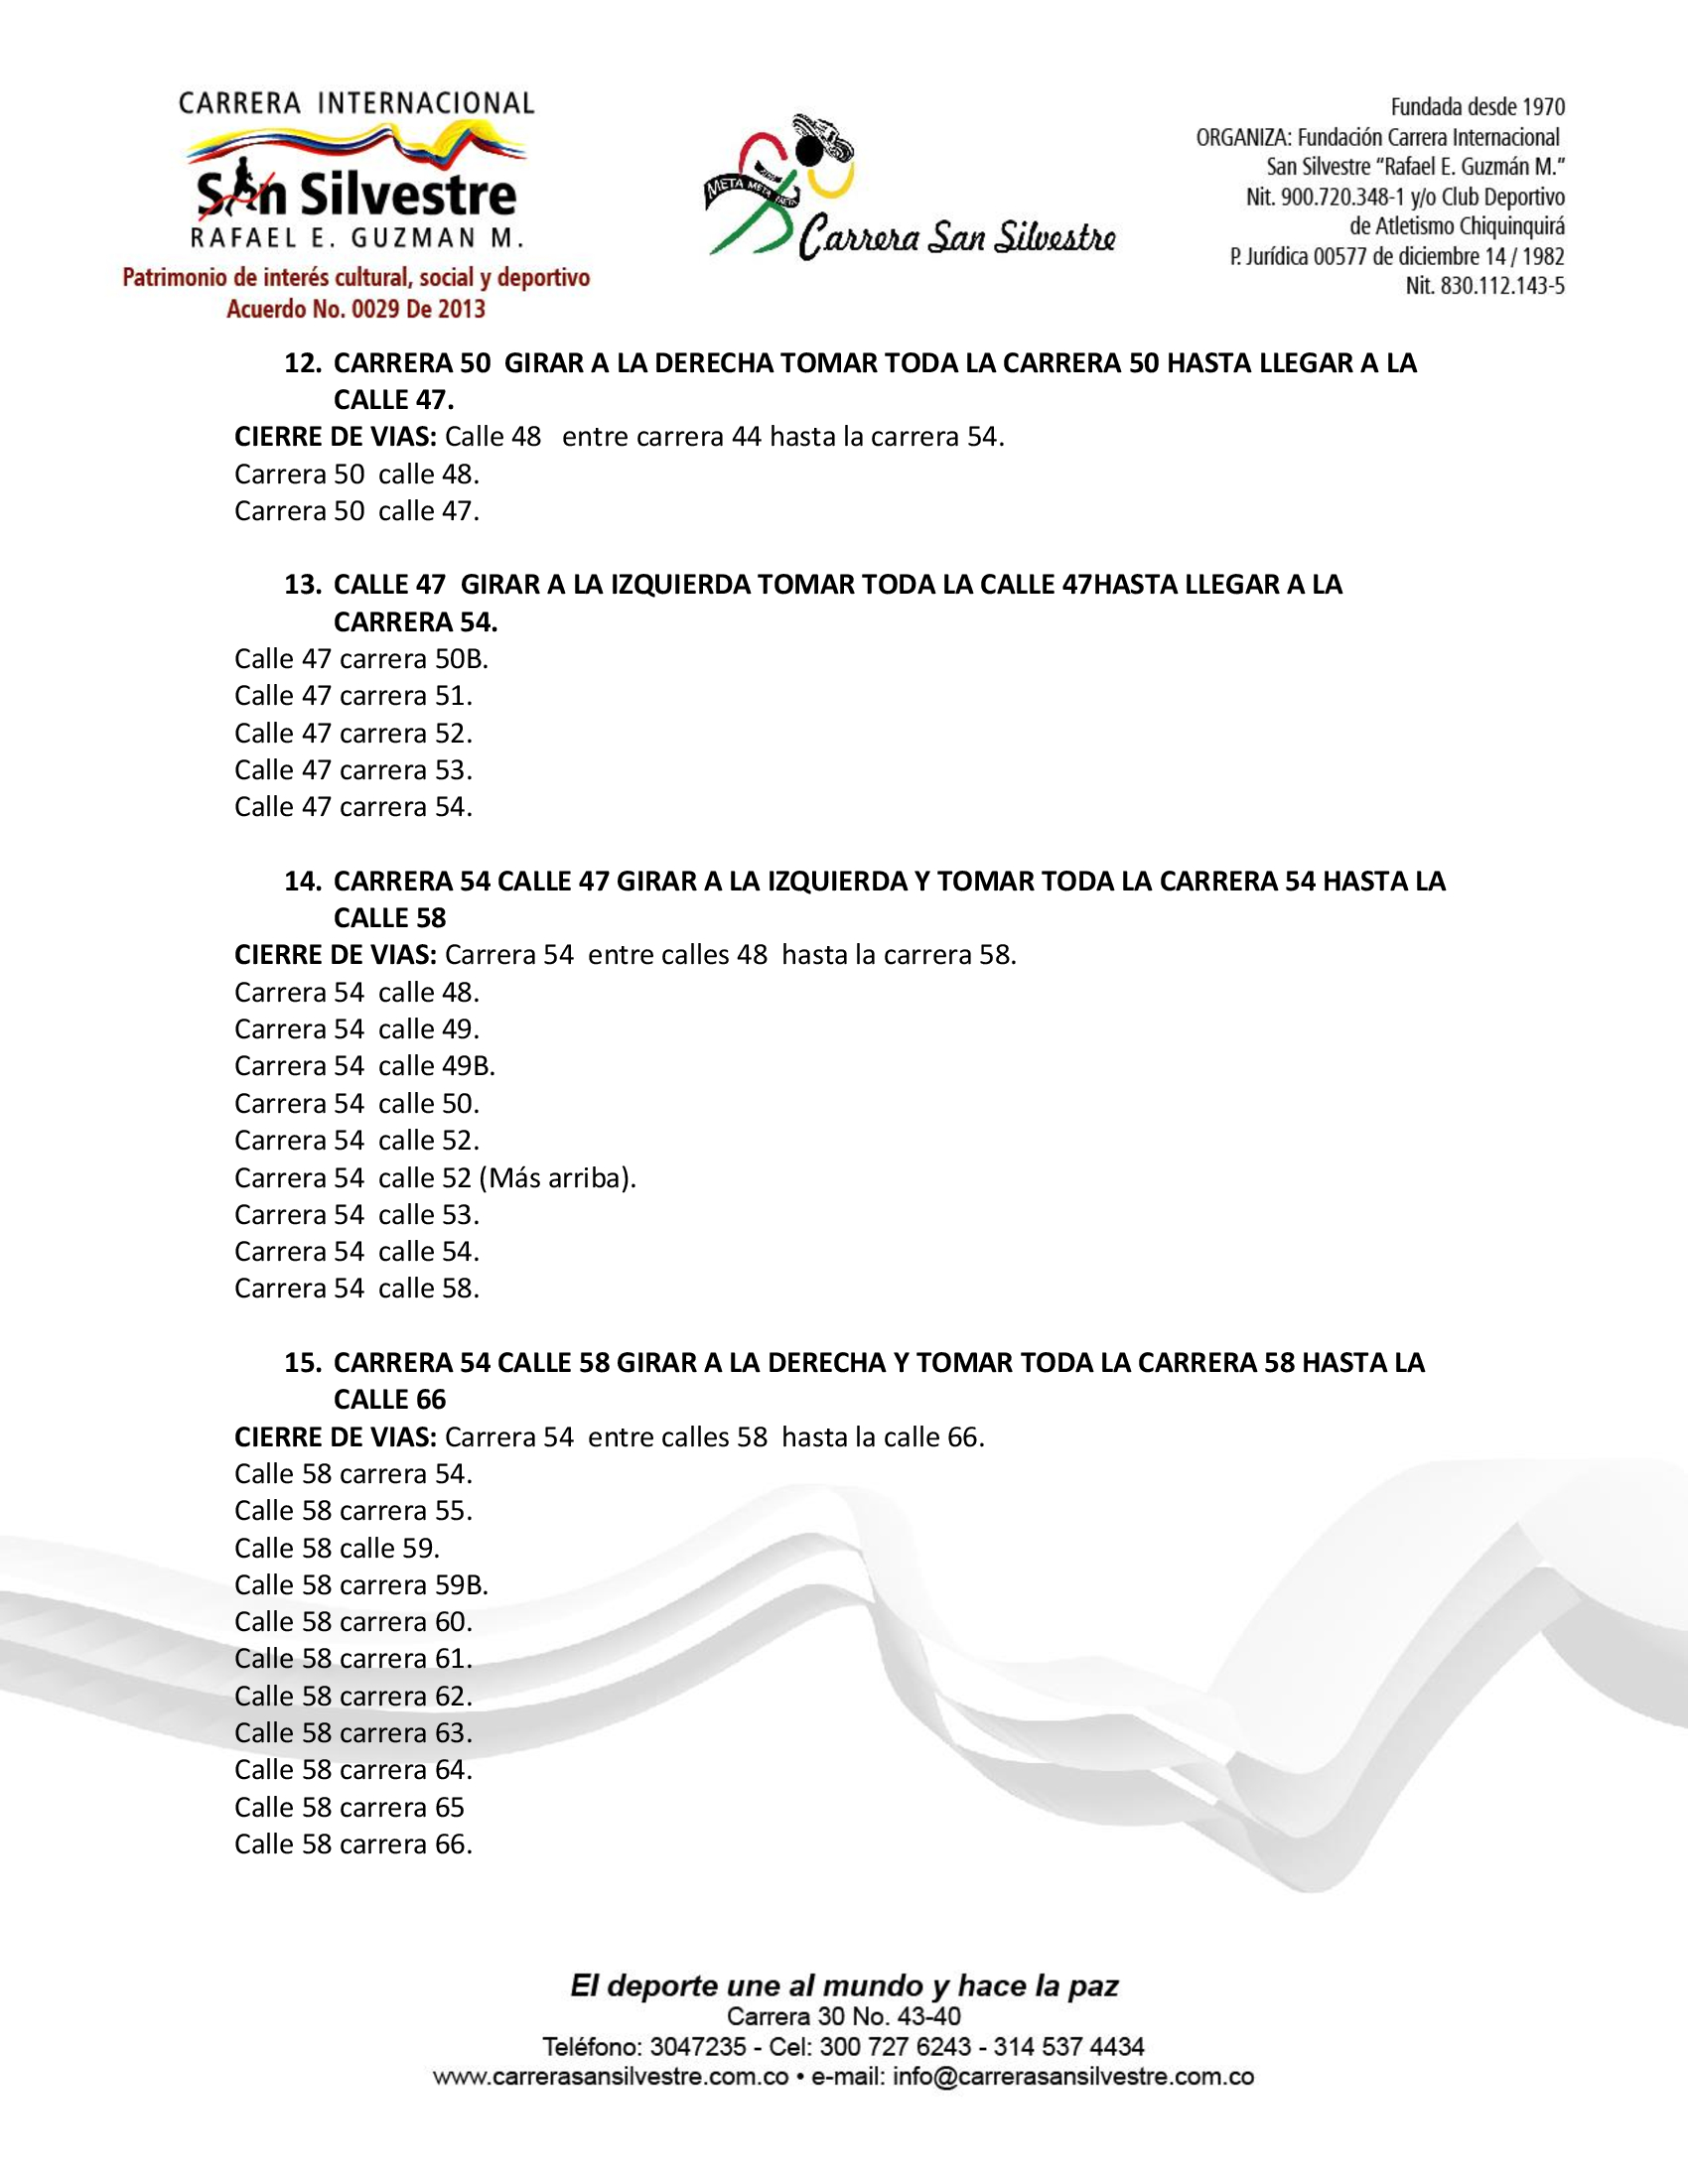 CARRERA INTERNACIONAL
San Silvestre
RAFAEL E. GUZMAN M.
Patrimonio de interés cultural, social y deportivo
Acuerdo No. 0029 De 2013
META META META
Carrera San Silvestre
Fundada desde 1970
ORGANIZA: Fundación Carrera Internacional
San Silvestre “Rafael E. Guzmán M.”
Nit. 900.720.348-1 y/o Club Deportivo
de Atletismo Chiquinquirá
P. Jurídica 00577 de diciembre 14 / 1982
Nit. 830.112.143-5
12. CARRERA 50 GIRAR A LA DERECHA TOMAR TODA LA CARRERA 50 HASTA LLEGAR A LA
CALLE 47.
CIERRE DE VIAS: Calle 48 entre carrera 44 hasta la carrera 54.
Carrera 50 calle 48.
Carrera 50 calle 47.
13. CALLE 47 GIRAR A LA IZQUIERDA TOMAR TODA LA CALLE 47HASTA LLEGAR A LA
CARRERA 54.
Calle 47 carrera 50B.
Calle 47 carrera 51.
Calle 47 carrera 52.
Calle 47 carrera 53.
Calle 47 carrera 54.
14. CARRERA 54 CALLE 47 GIRAR A LA IZQUIERDA Y TOMAR TODA LA CARRERA 54 HASTA LA
CALLE 58
CIERRE DE VIAS: Carrera 54 entre calles 48 hasta la carrera 58.
Carrera 54 calle 48.
Carrera 54 calle 49.
Carrera 54 calle 49B.
Carrera 54 calle 50.
Carrera 54 calle 52.
Carrera 54 calle 52 (Más arriba).
Carrera 54 calle 53.
Carrera 54 calle 54.
Carrera 54 calle 58.
15. CARRERA 54 CALLE 58 GIRAR A LA DERECHA Y TOMAR TODA LA CARRERA 58 HASTA LA
CALLE 66
CIERRE DE VIAS: Carrera 54 entre calles 58 hasta la calle 66.
Calle 58 carrera 54.
Calle 58 carrera 55.
Calle 58 calle 59.
Calle 58 carrera 59B.
Calle 58 carrera 60.
Calle 58 carrera 61.
Calle 58 carrera 62.
Calle 58 carrera 63.
Calle 58 carrera 64.
Calle 58 carrera 65
Calle 58 carrera 66.
El deporte une al mundo y hace la paz
Carrera 30 No. 43-40
Teléfono: 3047235 - Cel: 300 727 6243 - 314 537 4434
www.carrerasansilvestre.com.co • e-mail: info@carrerasansilvestre.com.co